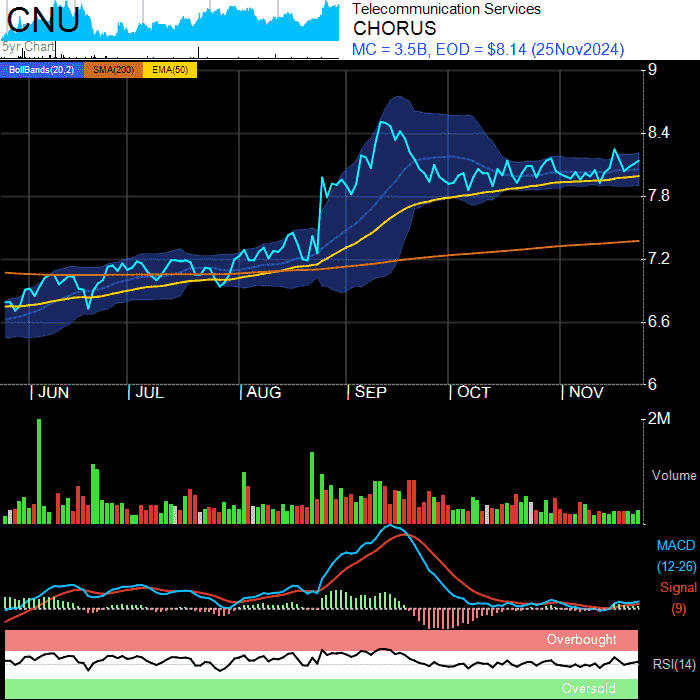 CNU
5yr Chart
Telecommunication Services
CHORUS
MC = 3.5B, EOD = $8.14 (25Nov2024)
BollBands(20,2) SMA(200) EMA(50)
9
8.4
7.8
7.2
6.6
6
JUN JUL AUG SEP OCT NOV
2M
Volume
MACD
(12-26)
Signal
(9)
Overbought
RSI(14)
Oversold